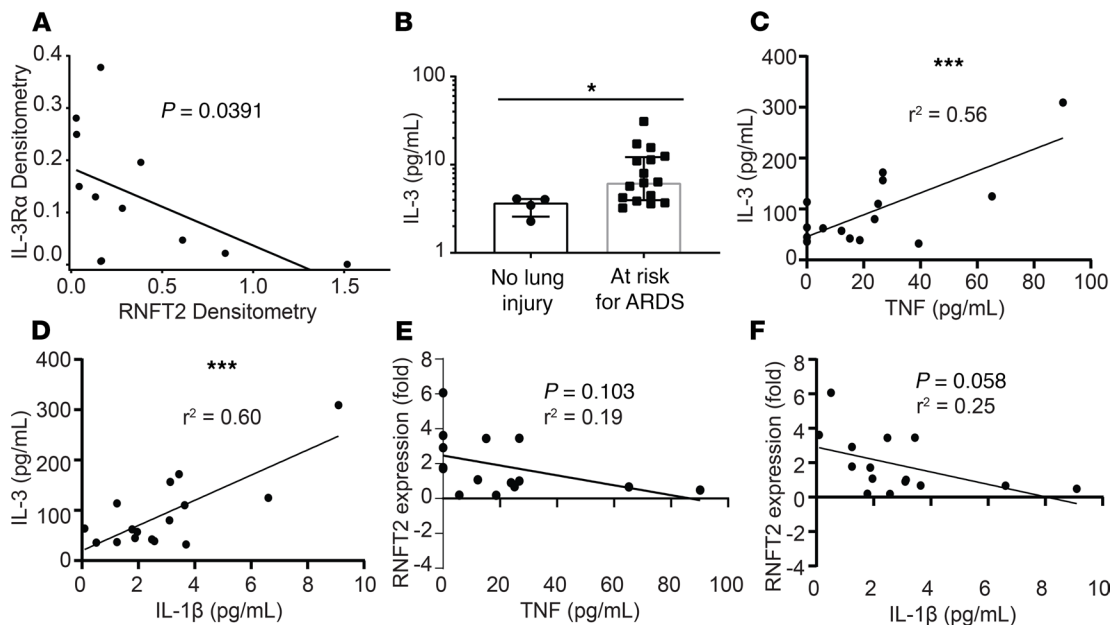 A
0.4
0.3
0.2
0.1
0.0
IL-3Rα Densitometry
P = 0.0391
0.0 0.5 1.0 1.5
RNFT2 Densitometry
B
100
10
1
IL-3 (pg/mL)
*
No lung
injury
At risk
for ARDS
C
400
300
200
100
0
IL-3 (pg/mL)
***
r² = 0.56
0 20 40 60 80 100
TNF (pg/mL)
D
400
300
200
100
0
IL-3 (pg/mL)
***
r² = 0.60
0 2 4 6 8 10
IL-1β (pg/mL)
E
8
6
4
2
0
-2
-4
RNFT2 expression (fold)
P = 0.103
r² = 0.19
0 20 40 60 80 100
TNF (pg/mL)
F
8
6
4
2
0
-2
-4
RNFT2 expression (fold)
P = 0.058
r² = 0.25
0 2 4 6 8 10
IL-1β (pg/mL)